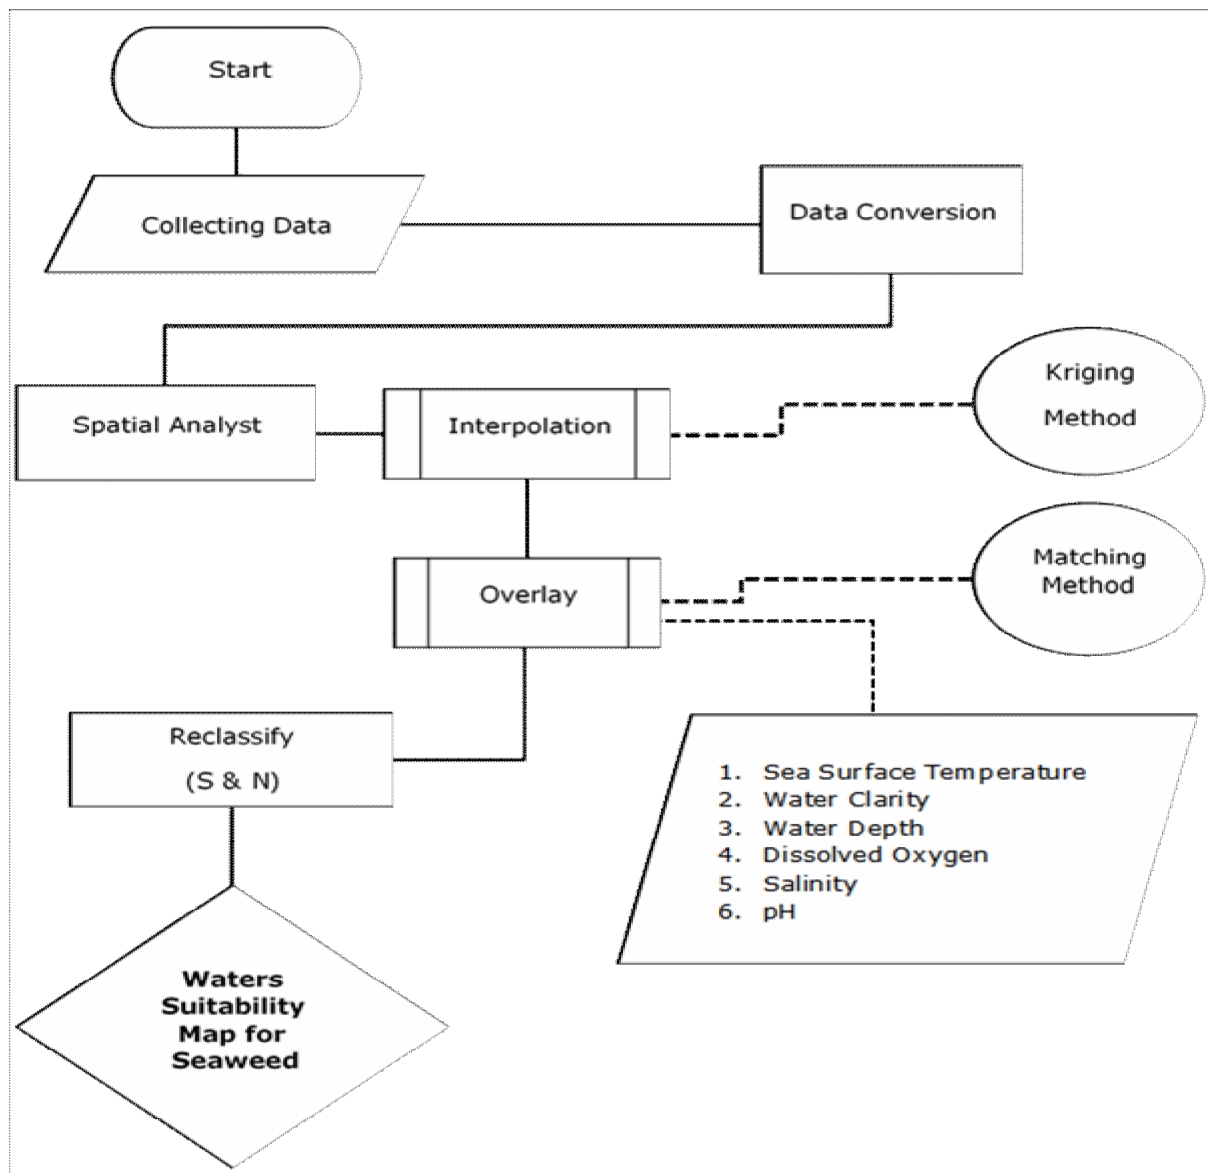 Start
Collecting Data
Data Conversion
Spatial Analyst
Interpolation
Kriging
Method
Overlay
Matching
Method
Reclassify
(S & N)
1. Sea Surface Temperature
2. Water Clarity
3. Water Depth
4. Dissolved Oxygen
5. Salinity
6. pH
Waters
Suitability
Map for
Seaweed